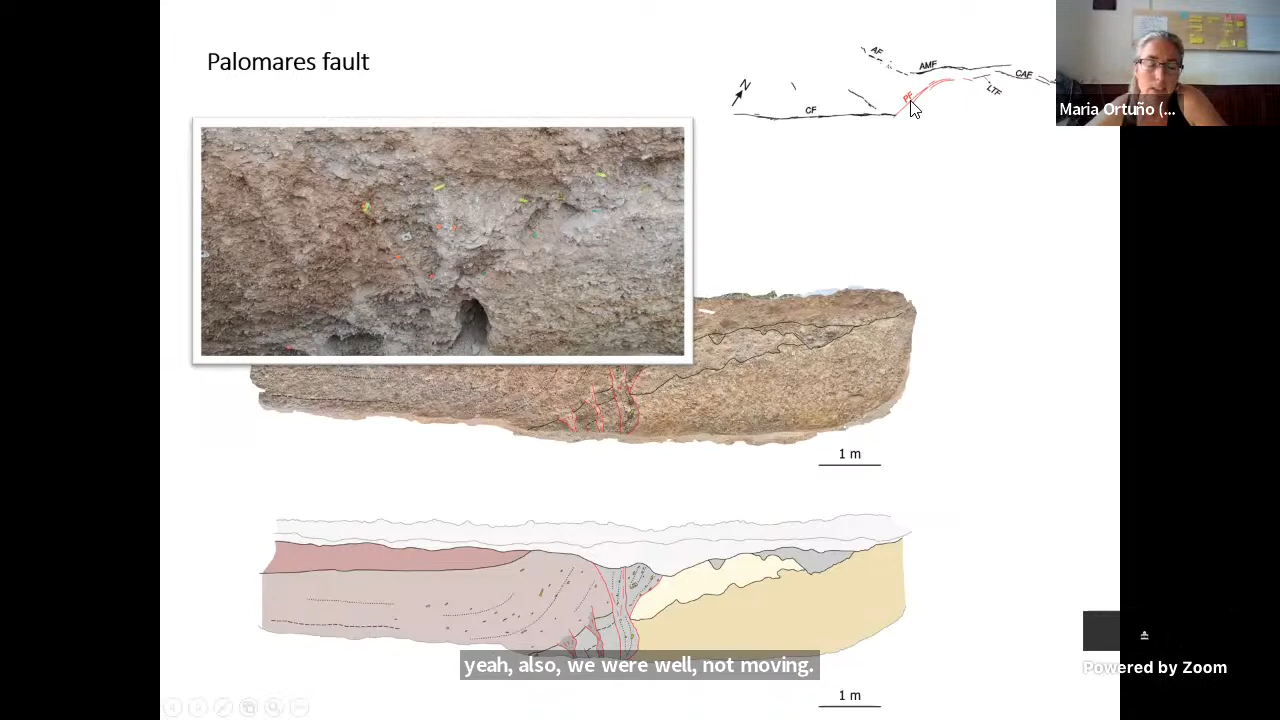 Palomares fault
N
CF
AF
AMF
PF
CAF
LTF
Maria Ortuño (...
1 m
yeah, also, we were well, not moving.
Powered by Zoom
1 m